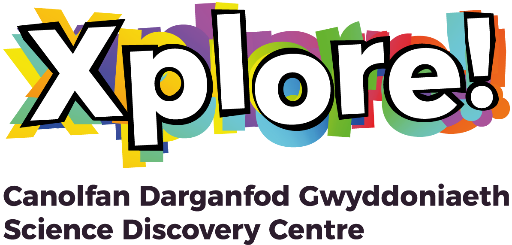 Xplore!
Canolfan Darganfod Gwyddoniaeth
Science Discovery Centre